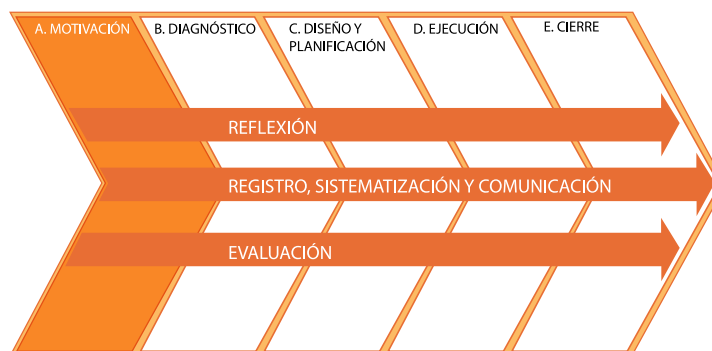 A. MOTIVACIÓN
B. DIAGNÓSTICO
C. DISEÑO Y
PLANIFICACIÓN
D. EJECUCIÓN
E. CIERRE
REFLEXIÓN
REGISTRO, SISTEMATIZACIÓN Y COMUNICACIÓN
EVALUACIÓN